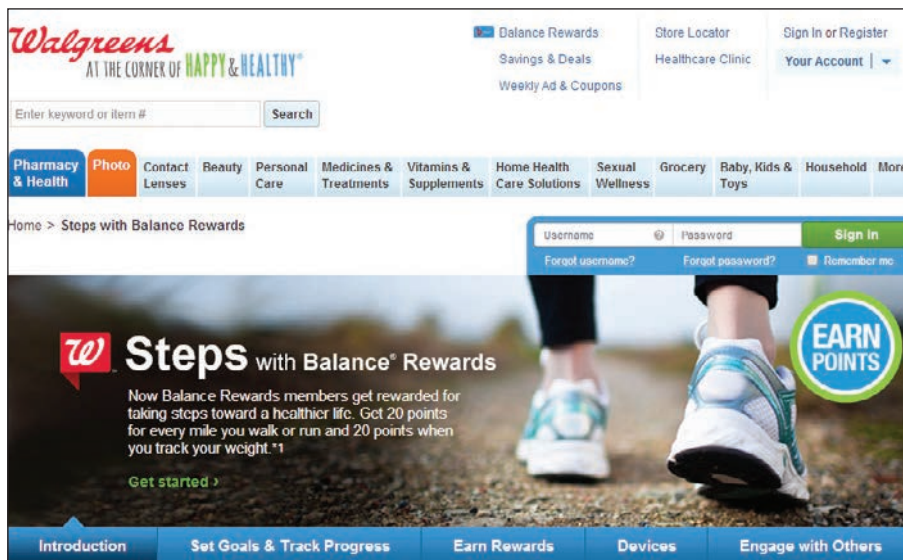 Walgreens
AT THE CORNER OF HAPPY & HEALTHY®
Balance Rewards
Savings & Deals
Weekly Ad & Coupons
Store Locator
Healthcare Clinic
Sign In or Register
Your Account
Enter keyword or item #
Search
Pharmacy
& Health
Photo
Contact
Lenses
Beauty
Personal
Care
Medicines &
Treatments
Vitamins &
Supplements
Home Health
Care Solutions
Sexual
Wellness
Grocery
Baby, Kids &
Toys
Household
More
Home > Steps with Balance Rewards
Username
Password
Sign In
Forgot username?
Forgot password?
Remember me
W
Steps with Balance® Rewards
Now Balance Rewards members get rewarded for
taking steps toward a healthier life. Get 20 points
for every mile you walk or run and 20 points when
you track your weight.*1
Get started ›
EARN
POINTS
Introduction
Set Goals & Track Progress
Earn Rewards
Devices
Engage with Others